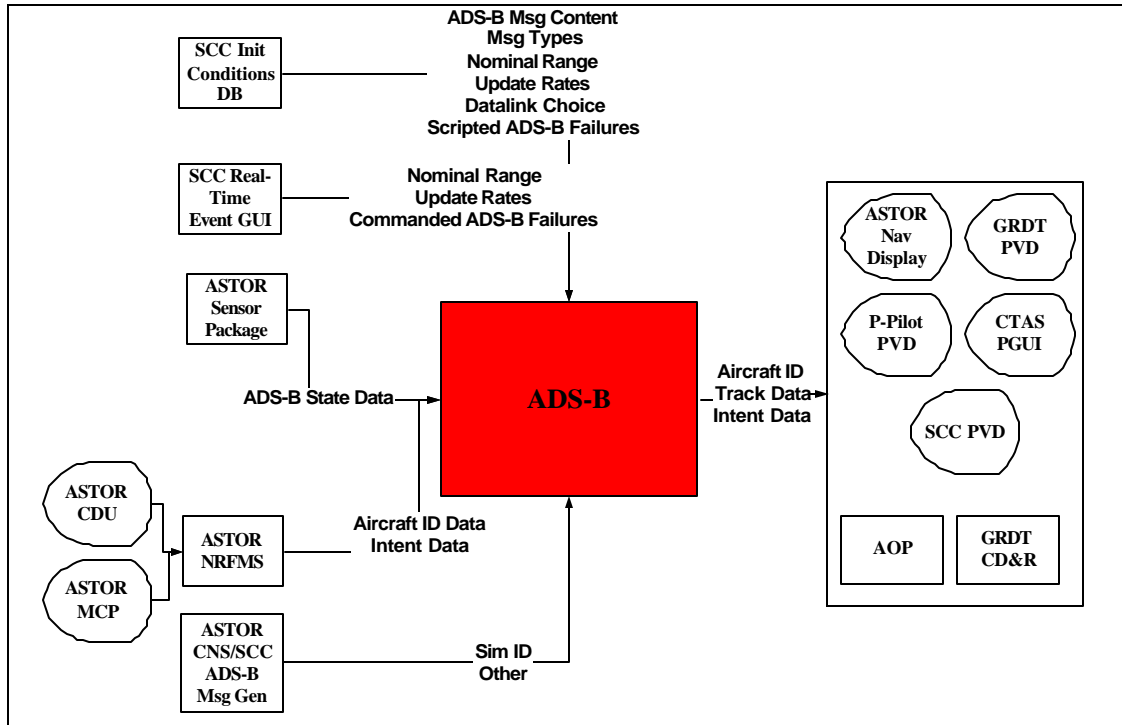 ADS-B Msg Content
Msg Types
Nominal Range
Update Rates
Datalink Choice
Scripted ADS-B Failures
SCC Init
Conditions
DB
SCC Real-
Time
Event GUI
Nominal Range
Update Rates
Commanded ADS-B Failures
ASTOR
Sensor
Package
ADS-B State Data
ADS-B
Aircraft ID
Track Data
Intent Data
ASTOR
Nav
Display
GRDT
PVD
P-Pilot
PVD
CTAS
PGUI
SCC PVD
AOP
GRDT
CD&R
ASTOR
CDU
ASTOR
MCP
ASTOR
NRFMS
Aircraft ID Data
Intent Data
ASTOR
CNS/SCC
ADS-B
Msg Gen
Sim ID
Other